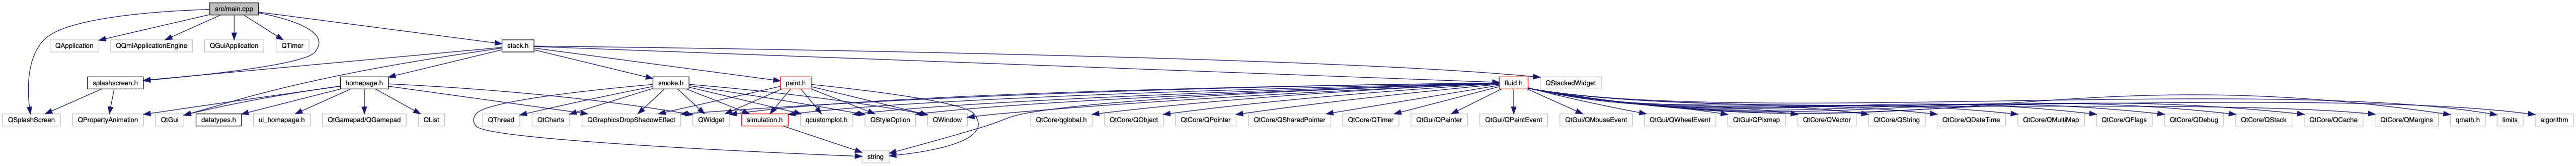 src/main.cpp
QApplication
QQmlApplicationEngine
QGuiApplication
QTimer
stack.h
splashscreen.h
homepage.h
smoke.h
paint.h
fluid.h
QStackedWidget
QSplashScreen
QPropertyAnimation
QtGui
datatypes.h
ui_homepage.h
QtGamepad/QGamepad
QList
QThread
QtCharts
QGraphicsDropShadowEffect
QWidget
simulation.h
qcustomplot.h
QStyleOption
QWindow
QtCore/qglobal.h
QtCore/QObject
QtCore/QPointer
QtCore/QSharedPointer
QtCore/QTimer
QtGui/QPainter
QtGui/QPaintEvent
QtGui/QMouseEvent
QtGui/QWheelEvent
QtGui/QPixmap
QtCore/QVector
QtCore/QString
QtCore/QDateTime
QtCore/QMultiMap
QtCore/QFlags
QtCore/QDebug
QtCore/QStack
QtCore/QCache
QtCore/QMargins
qmath.h
limits
algorithm
string